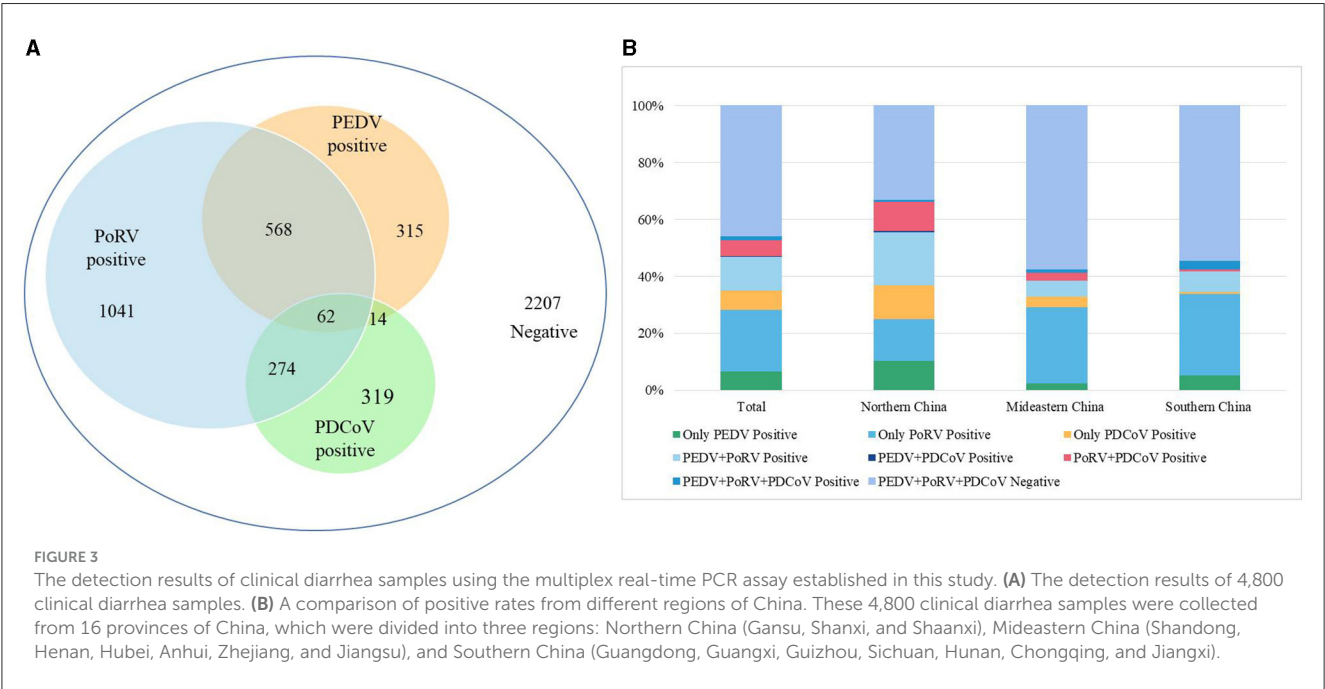 A
PEDV
positive
PoRV
positive
568
315
1041
62
14
2207
Negative
274
319
PDCoV
positive
B
100%
80%
60%
40%
20%
0%
Total
Northern China
Mideastern China
Southern China
Only PEDV Positive
Only PoRV Positive
Only PDCoV Positive
PEDV+PoRV Positive
PEDV+PDCoV Positive
PoRV+PDCoV Positive
PEDV+PoRV+PDCoV Positive
PEDV+PoRV+PDCoV Negative
FIGURE 3
The detection results of clinical diarrhea samples using the multiplex real-time PCR assay established in this study. (A) The detection results of 4,800
clinical diarrhea samples. (B) A comparison of positive rates from different regions of China. These 4,800 clinical diarrhea samples were collected
from 16 provinces of China, which were divided into three regions: Northern China (Gansu, Shanxi, and Shaanxi), Mideastern China (Shandong,
Henan, Hubei, Anhui, Zhejiang, and Jiangsu), and Southern China (Guangdong, Guangxi, Guizhou, Sichuan, Hunan, Chongqing, and Jiangxi).